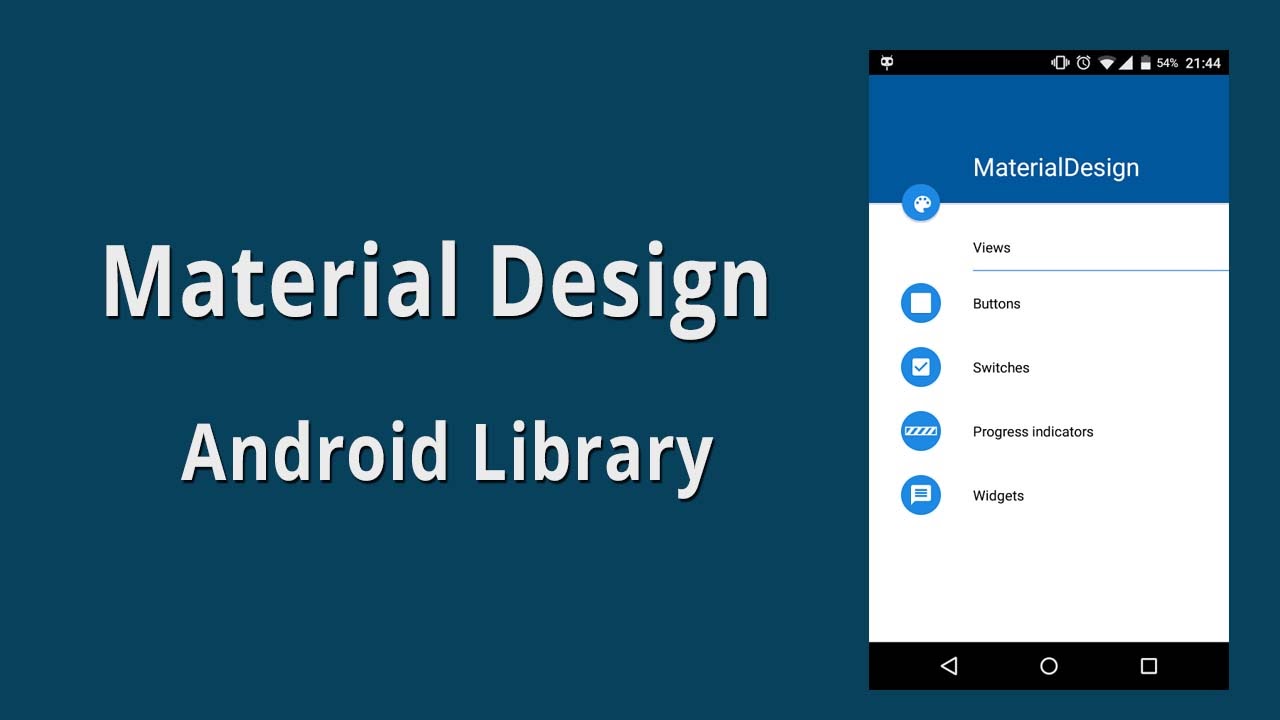 Material Design
Android Library
54% 21:44
MaterialDesign
Views
Buttons
Switches
Progress indicators
Widgets